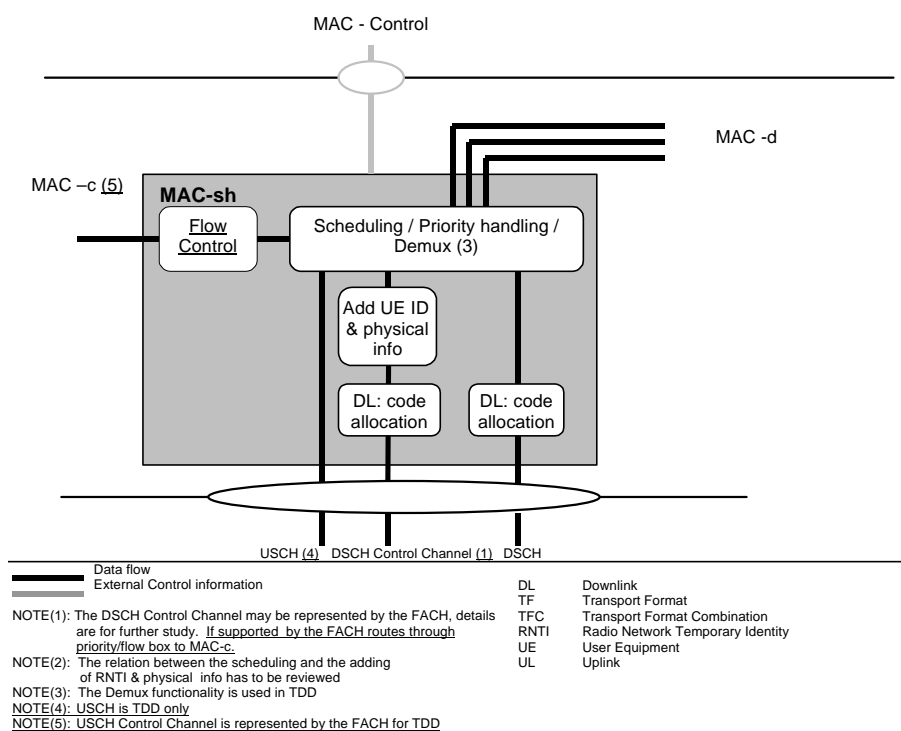 MAC - Control
MAC -d
MAC –c (5)
MAC-sh
Flow
Control
Scheduling / Priority handling /
Demux (3)
Add UE ID
& physical
info
DL: code
allocation
DL: code
allocation
USCH (4) DSCH Control Channel (1) DSCH
Data flow
External Control information
NOTE(1): The DSCH Control Channel may be represented by the FACH, details
are for further study. If supported by the FACH routes through
priority/flow box to MAC-c.
NOTE(2): The relation between the scheduling and the adding
of RNTI & physical info has to be reviewed
NOTE(3): The Demux functionality is used in TDD
NOTE(4): USCH is TDD only
NOTE(5): USCH Control Channel is represented by the FACH for TDD
DL Downlink
TF Transport Format
TFC Transport Format Combination
RNTI Radio Network Temporary Identity
UE User Equipment
UL Uplink